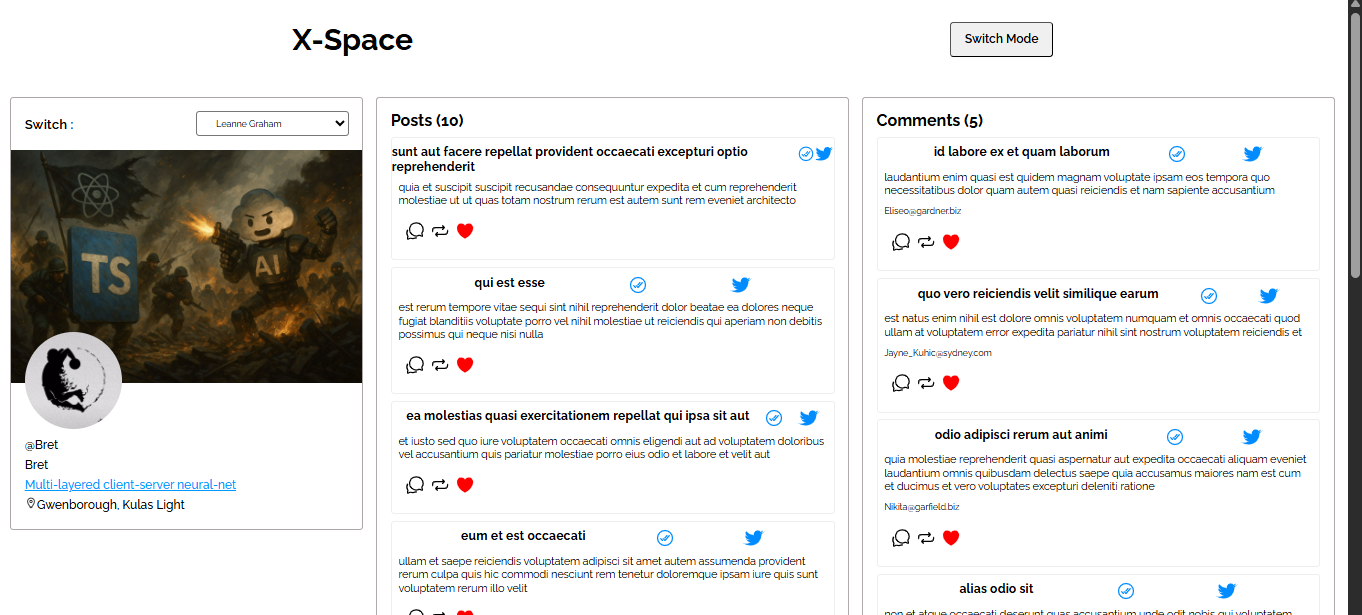 X-Space
Switch Mode
Switch :
Leanne Graham
TS
AI
@Bret
Bret
Multi-layered client-server neural-net
Gwenborough, Kulas Light
Posts (10)
sunt aut facere repellat provident occaecati excepturi optio
reprehenderit
quia et suscipit suscipit recusandae consequuntur expedita et cum reprehenderit
molestiae ut ut quas totam nostrum rerum est autem sunt rem eveniet architecto
qui est esse
est rerum tempore vitae sequi sint nihil reprehenderit dolor beatae ea dolores neque
fugiat blanditiis voluptate porro vel nihil molestiae ut reiciendis qui aperiam non debitis
possimus qui neque nisi nulla
ea molestias quasi exercitationem repellat qui ipsa sit aut
et iusto sed quo iure voluptatem occaecati omnis eligendi aut ad voluptatem doloribus
vel accusantium quis pariatur molestiae porro eius odio et labore et velit aut
eum et est occaecati
ullam et saepe reiciendis voluptatem adipisci sit amet autem assumenda provident
rerum culpa quis hic commodi nesciunt rem tenetur doloremque ipsam iure quis sunt
voluptatem rerum illo velit
Comments (5)
id labore ex et quam laborum
laudantium enim quasi est quidem magnam voluptate ipsam eos tempora quo
necessitatibus dolor quam autem quasi reiciendis et nam sapiente accusantium
Eliseo@gardner.biz
quo vero reiciendis velit similique earum
est natus enim nihil est dolore omnis voluptatem numquam et omnis occaecati quod
ullam at voluptatem error expedita pariatur nihil sint nostrum voluptatem reiciendis et
Jayne_Kuhic@sydney.com
odio adipisci rerum aut animi
quia molestiae reprehenderit quasi aspernatur aut expedita occaecati aliquam eveniet
laudantium omnis quibusdam delectus saepe quia accusamus maiores nam est cum
et ducimus et vero voluptates excepturi deleniti ratione
Nikita@garfield.biz
alias odio sit
non et atque occaecati deserunt quas accusantium unde odit nobis qui voluptatem